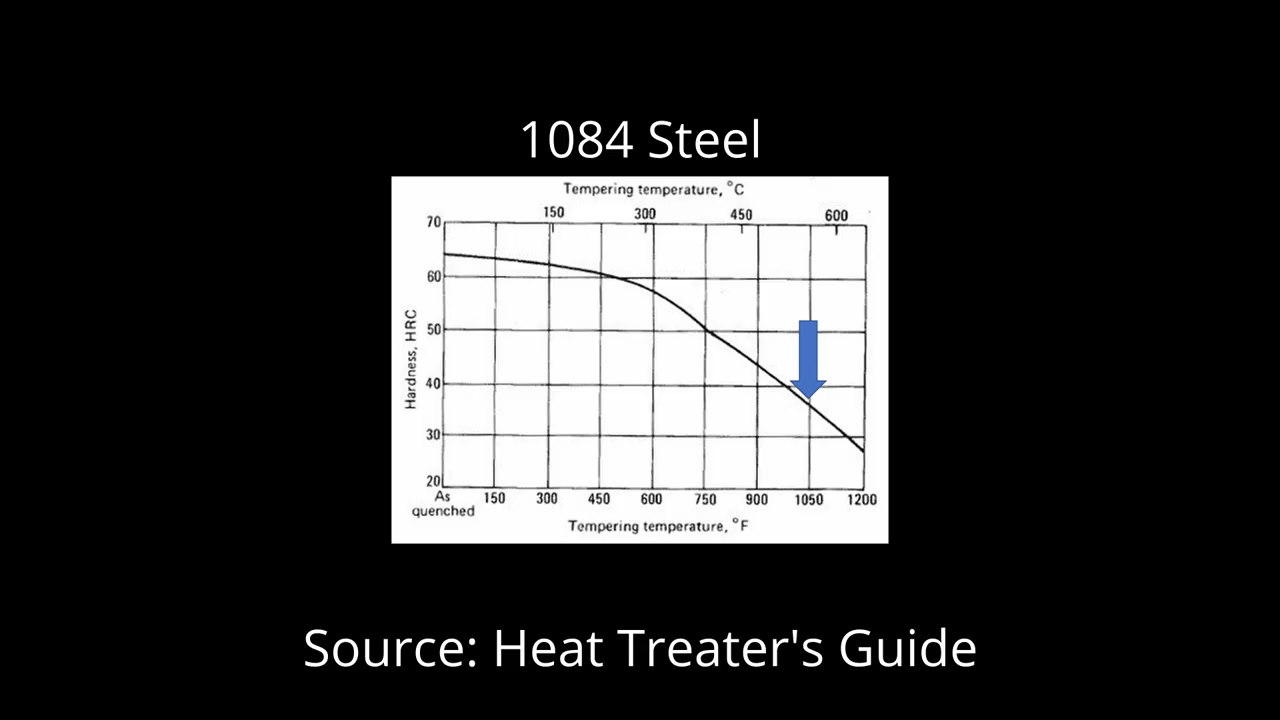 1084 Steel
Tempering temperature, °C
150 300 450 600
70
60
50
40
30
20
Hardness, HRC
As quenched 150 300 450 600 750 900 1050 1200
Tempering temperature, °F
Source: Heat Treater's Guide